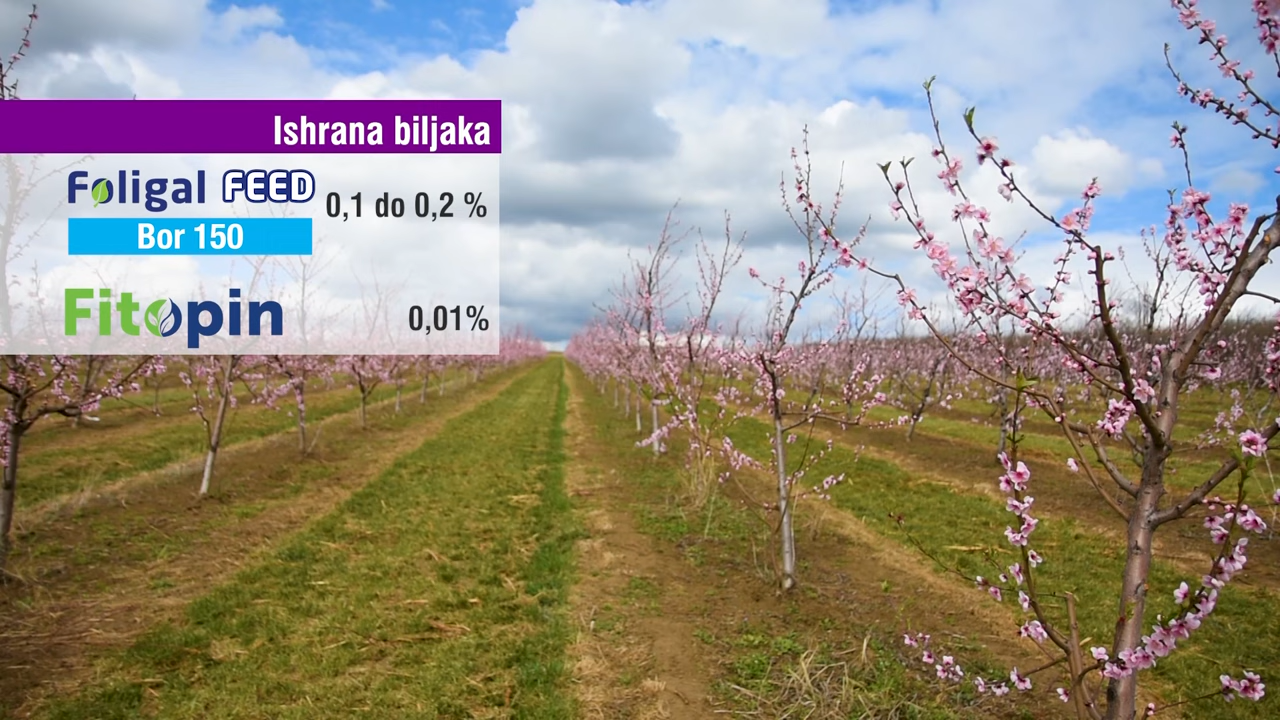 Ishrana biljaka
Foligal FEED 0,1 do 0,2 %
Bor 150
Fitopin 0,01%